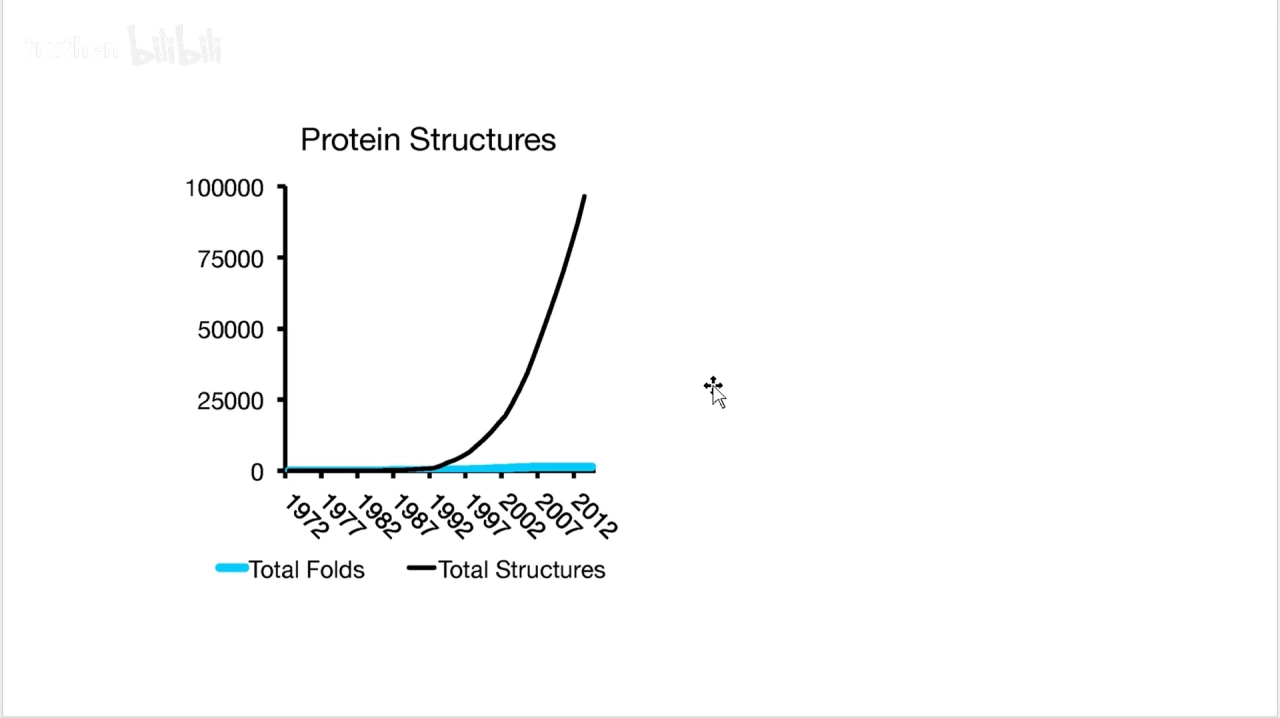 bilibili
Protein Structures
100000
75000
50000
25000
0
1972 1977 1982 1987 1992 1997 2002 2007 2012
Total Folds Total Structures